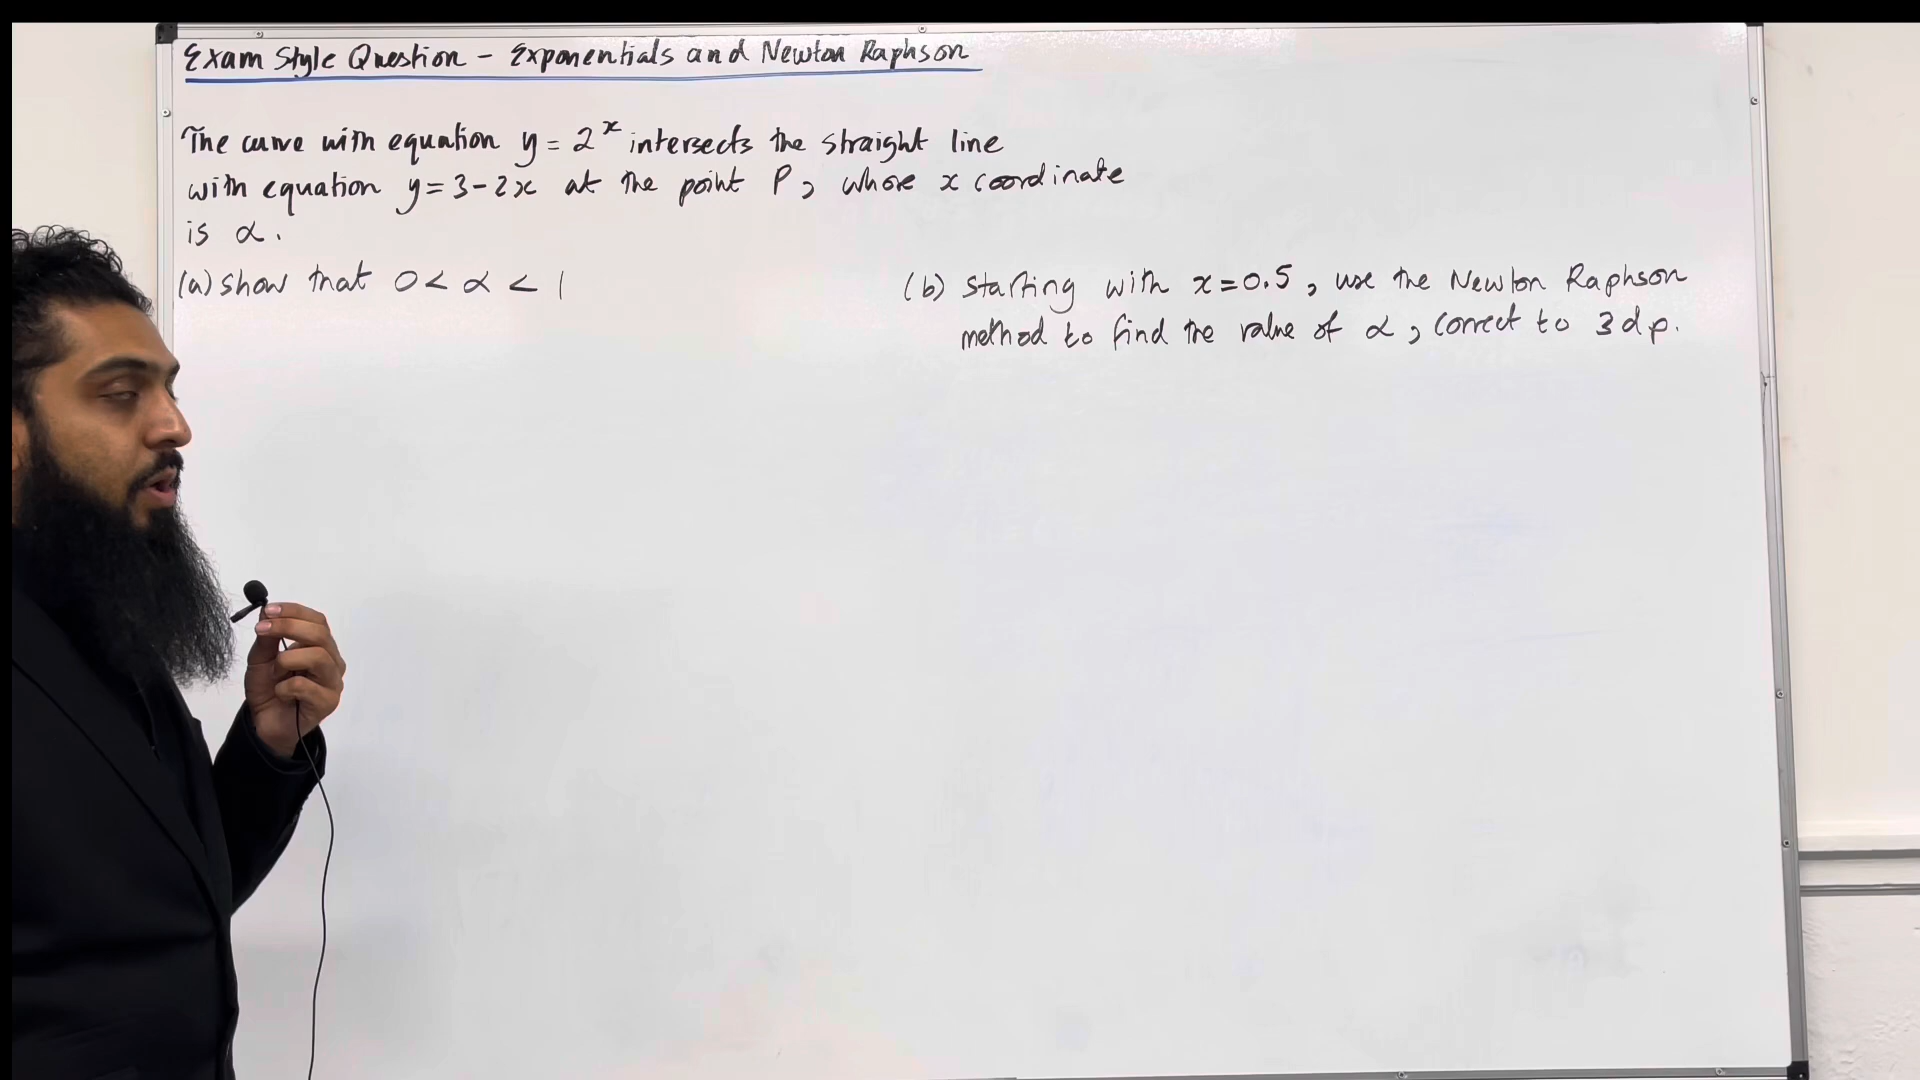 Exam Style Question - Exponentials and Newton Raphson
The curve with equation y = 2^x intersects the straight line
with equation y = 3 - 2x at the point P, whose x coordinate
is α.
(a) show that 0 < α < 1
(b) starting with x = 0.5, use the Newton Raphson
method to find the value of α, correct to 3 dp.